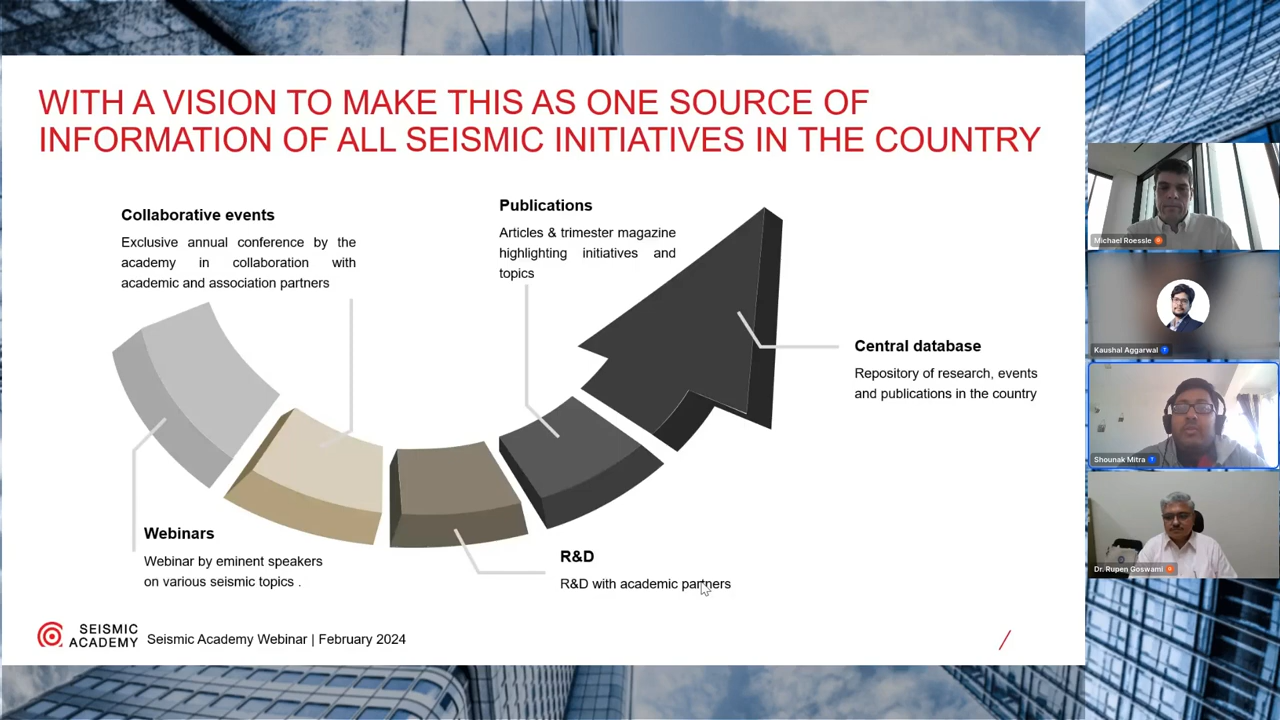 WITH A VISION TO MAKE THIS AS ONE SOURCE OF
INFORMATION OF ALL SEISMIC INITIATIVES IN THE COUNTRY
Collaborative events
Exclusive annual conference by the
academy in collaboration with
academic and association partners
Publications
Articles & trimester magazine
highlighting initiatives and
topics
Central database
Repository of research, events
and publications in the country
Webinars
Webinar by eminent speakers
on various seismic topics .
R&D
R&D with academic partners
SEISMIC
ACADEMY
Seismic Academy Webinar | February 2024
Michael Roessle
Kaushal Aggarwal
Shounak Mitra
Dr. Rupen Goswami